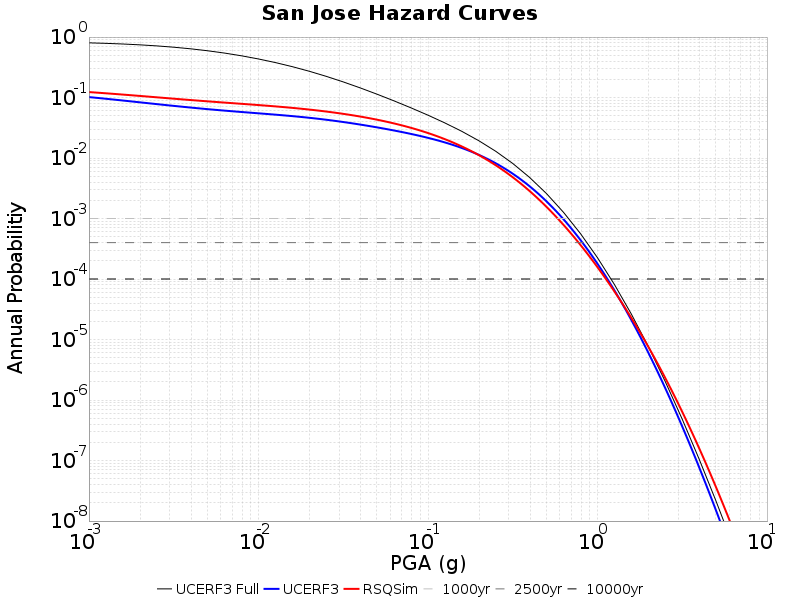 San Jose Hazard Curves
Annual Probabilitiy
10^0
10^-1
10^-2
10^-3
10^-4
10^-5
10^-6
10^-7
10^-8
10^-3 10^-2 10^-1 10^0 10^1
PGA (g)
UCERF3 Full UCERF3 RSQSim 1000yr 2500yr 10000yr